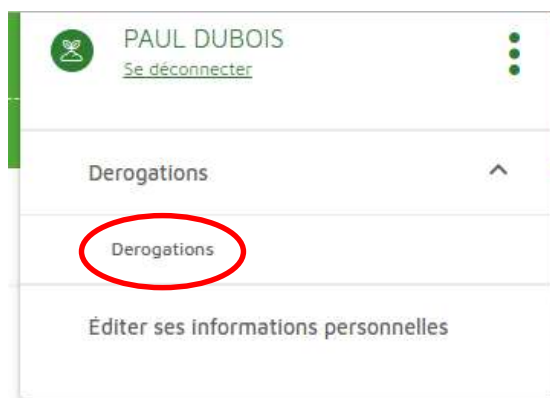 PAUL DUBOIS
Se déconnecter
Derogations
Derogations
Éditer ses informations personnelles